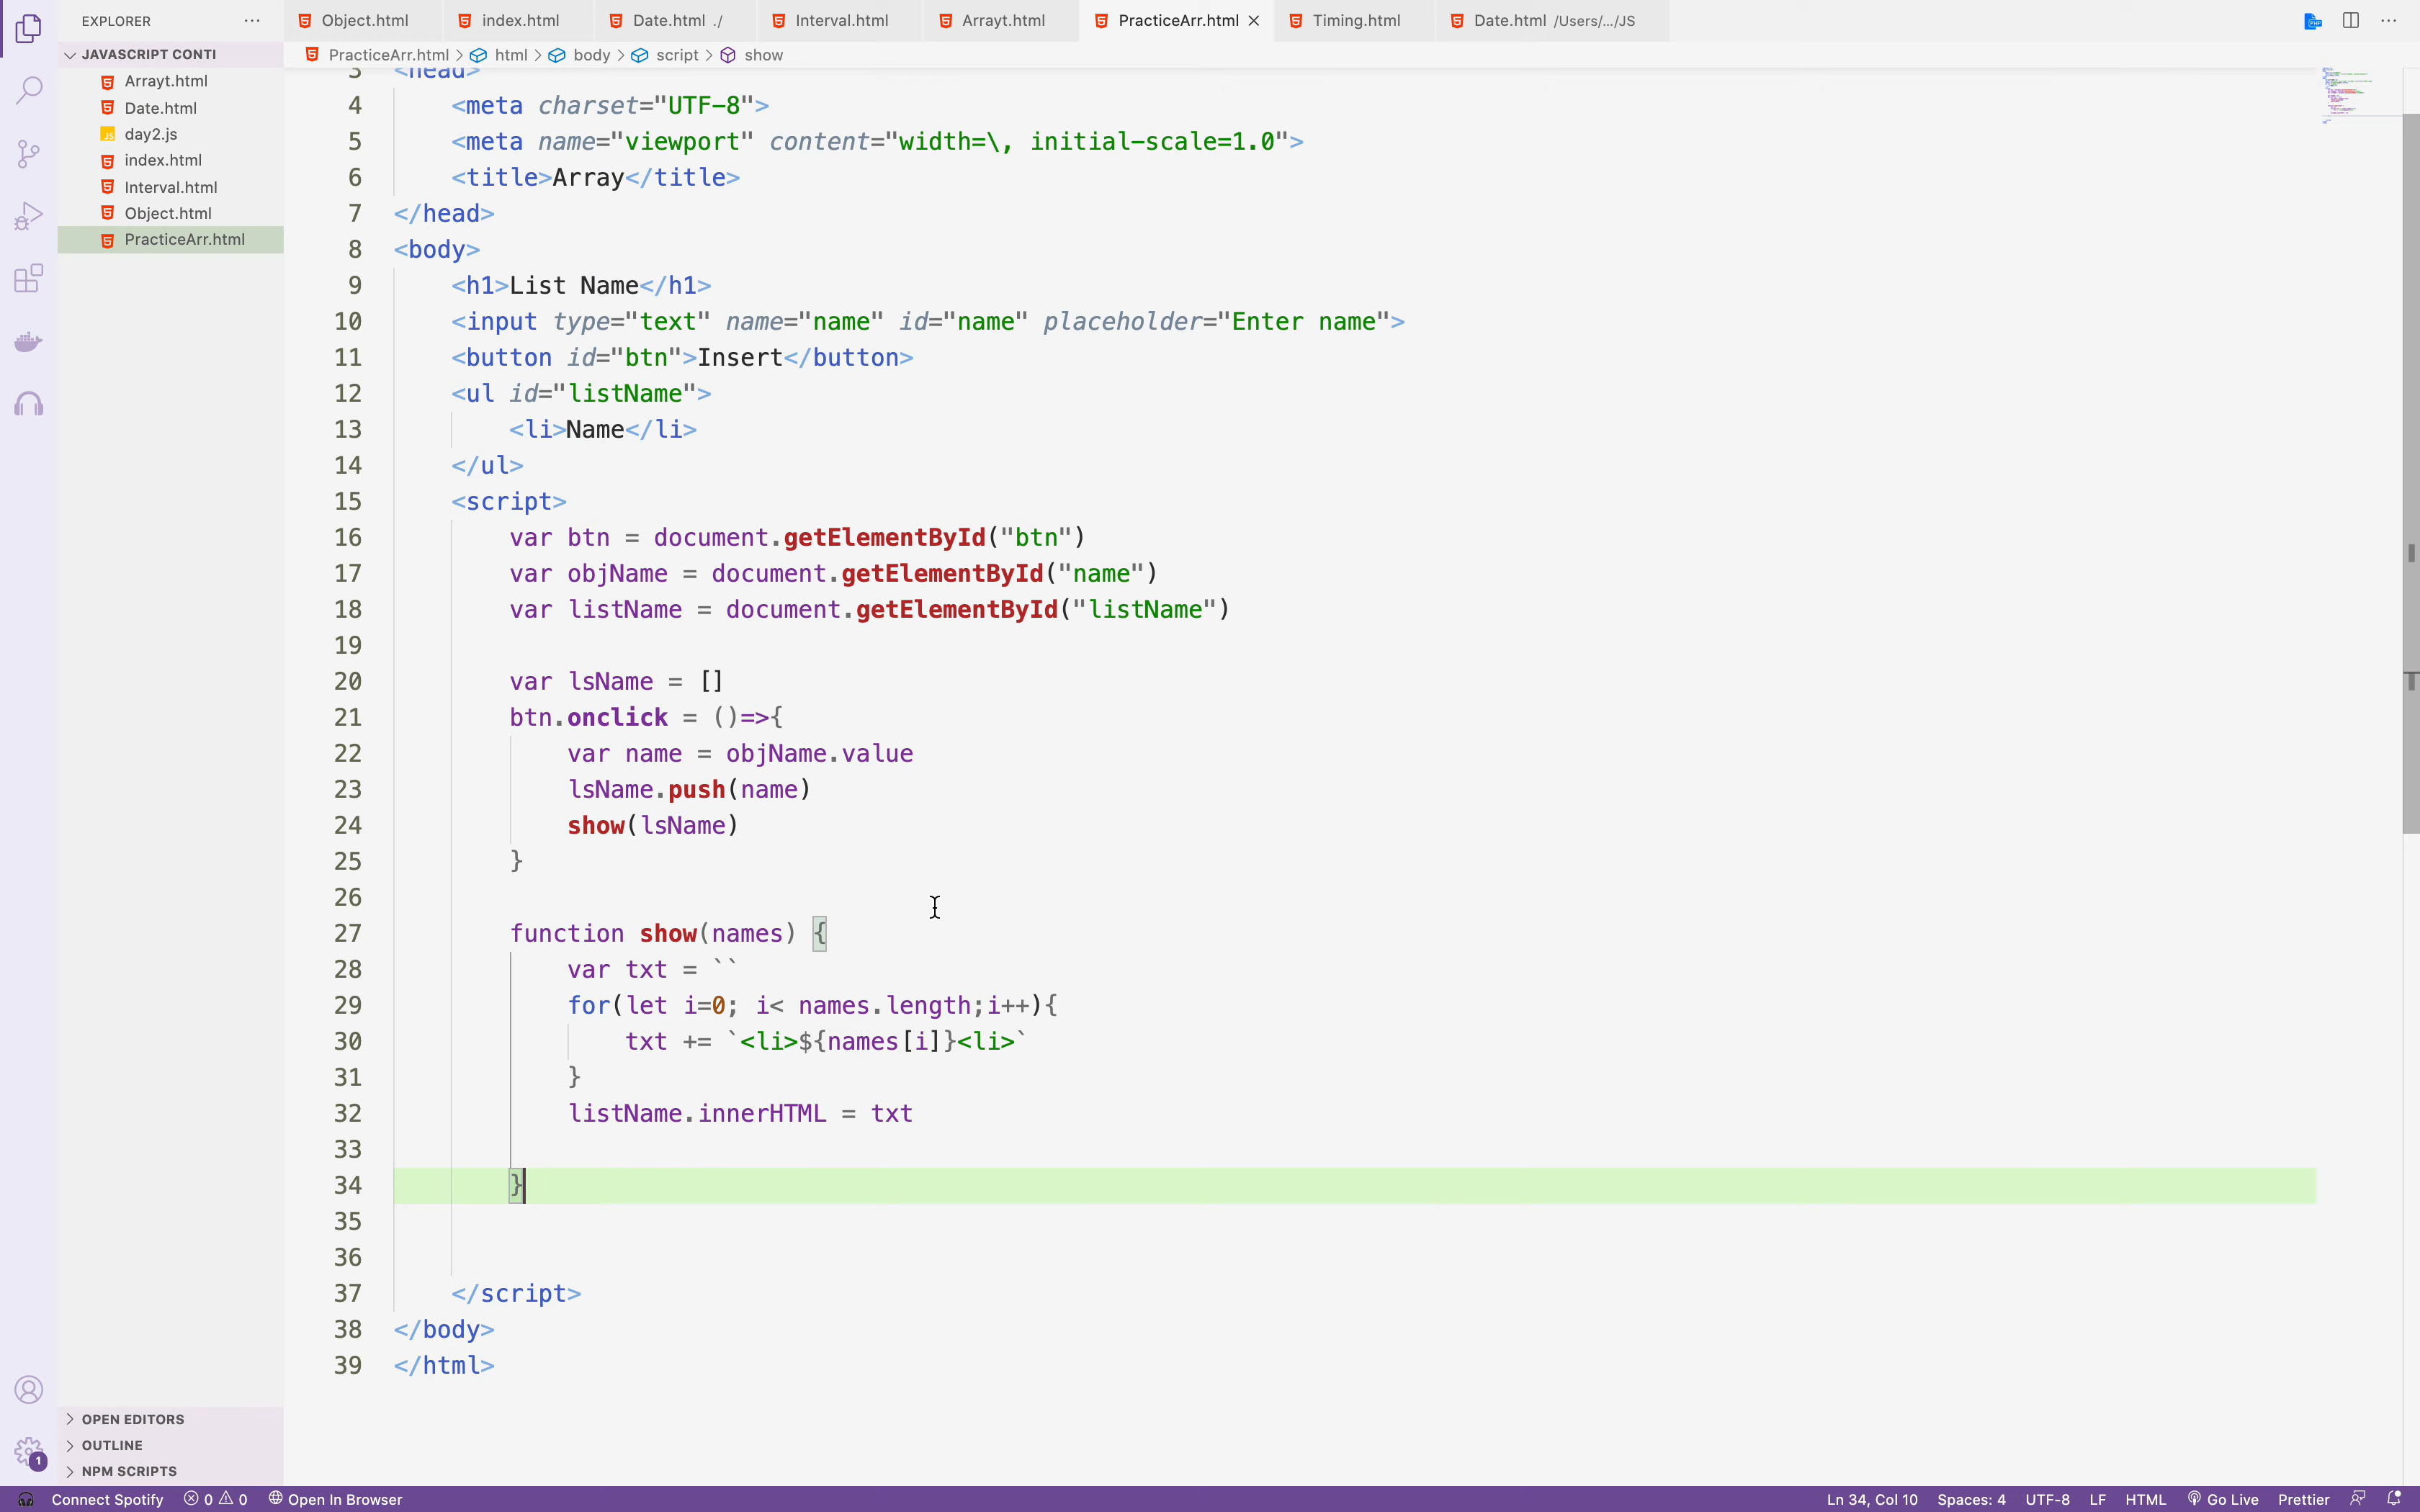 EXPLORER
JAVASCRIPT CONTI
Arrayt.html
Date.html
JS day2.js
index.html
Interval.html
Object.html
PracticeArr.html
OPEN EDITORS
OUTLINE
NPM SCRIPTS
Object.html index.html Date.html ./ Interval.html Arrayt.html PracticeArr.html Timing.html Date.html /Users/.../JS
PracticeArr.html > html > body > script > show
3 <head>
4 <meta charset="UTF-8">
5 <meta name="viewport" content="width=\, initial-scale=1.0">
6 <title>Array</title>
7 </head>
8 <body>
9 <h1>List Name</h1>
10 <input type="text" name="name" id="name" placeholder="Enter name">
11 <button id="btn">Insert</button>
12 <ul id="listName">
13 <li>Name</li>
14 </ul>
15 <script>
16 var btn = document.getElementById("btn")
17 var objName = document.getElementById("name")
18 var listName = document.getElementById("listName")
19
20 var lsName = []
21 btn.onclick = ()=>{
22 var name = objName.value
23 lsName.push(name)
24 show(lsName)
25 }
26
27 function show(names) {
28 var txt = ``
29 for(let i=0; i< names.length;i++){
30 txt += `<li>${names[i]}<li>`
31 }
32 listName.innerHTML = txt
33
34 }
35
36
37 </script>
38 </body>
39 </html>
1
Connect Spotify 0 0 Open In Browser Ln 34, Col 10 Spaces: 4 UTF-8 LF HTML Go Live Prettier